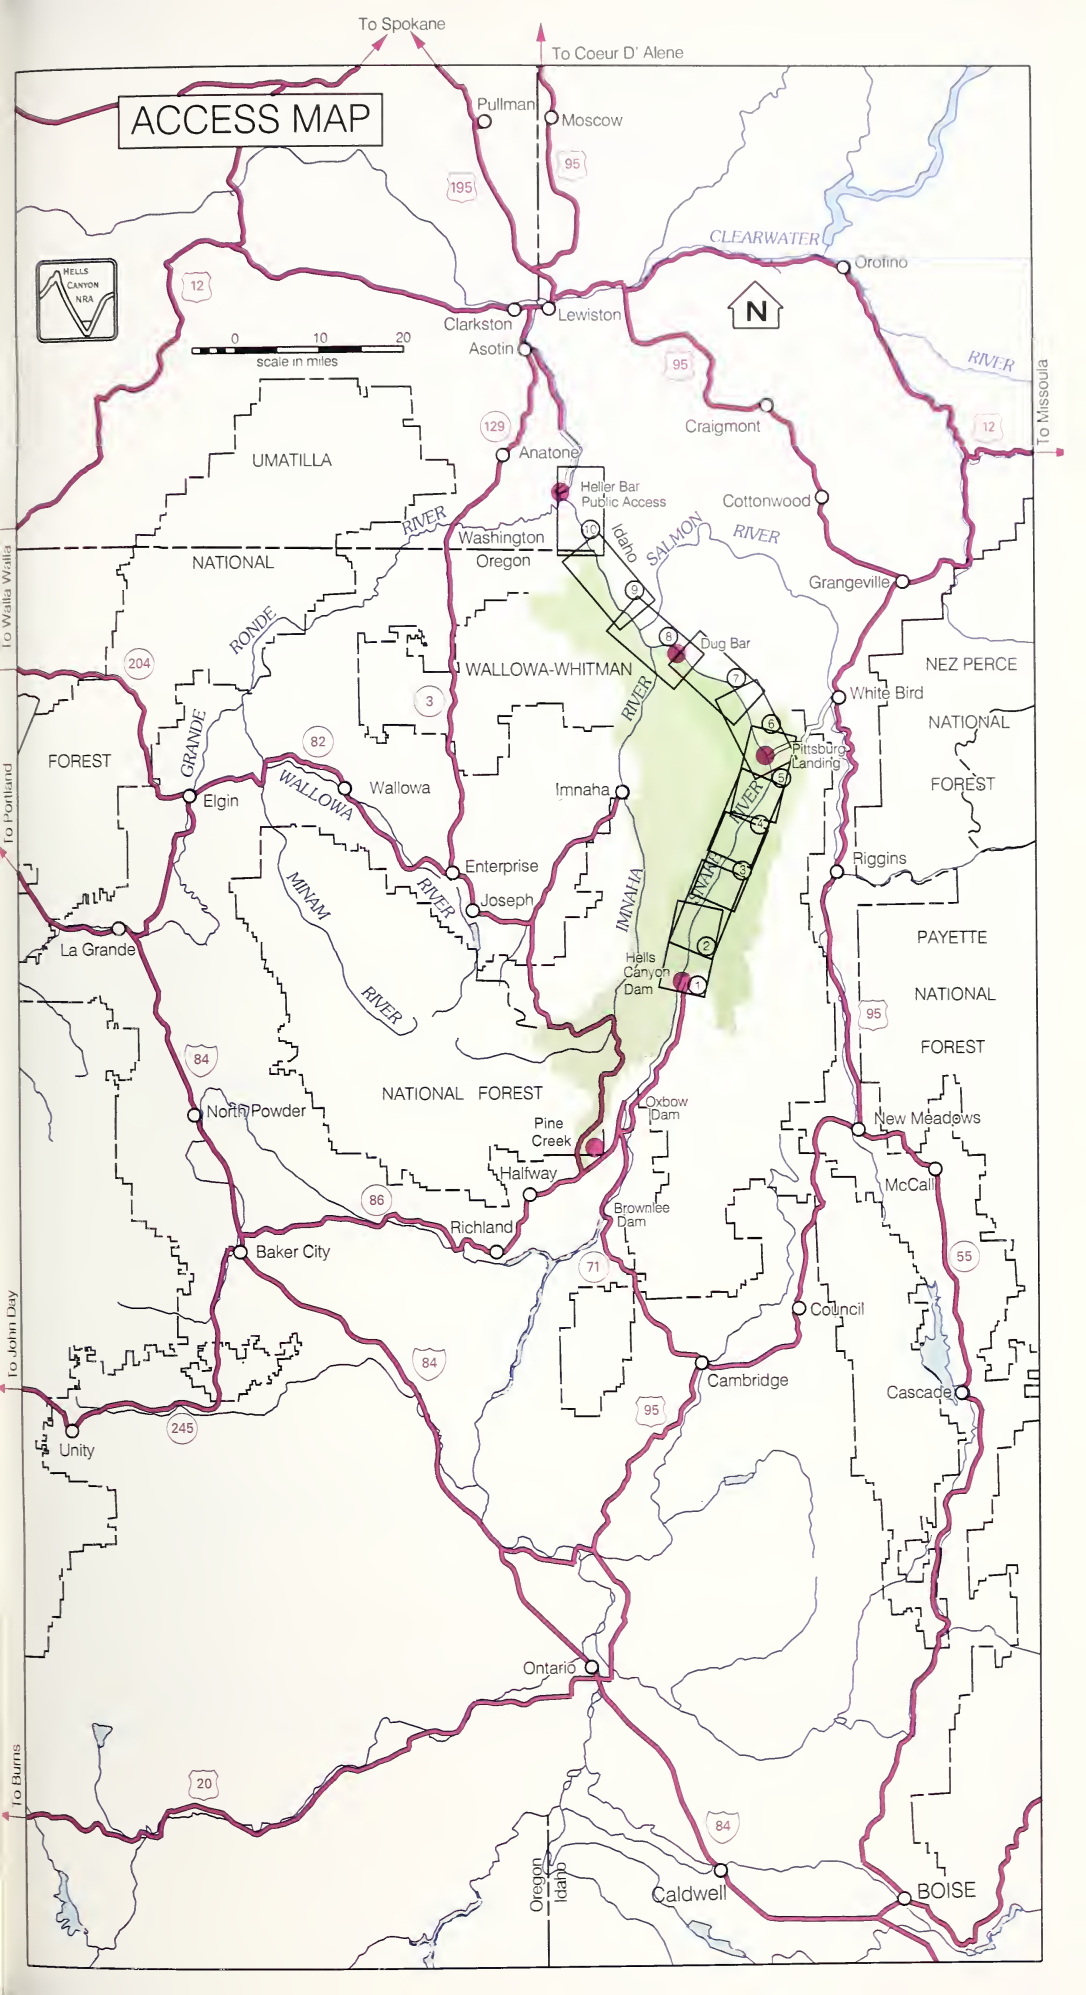 To Spokane
To Coeur D' Alene
ACCESS MAP
Pullman
Moscow
195
95
CLEARWATER
Orofino
HELLS
CANYON
NRA
12
N
Clarkston
Lewiston
Asotin
0 10 20
scale in miles
95
RIVER
To Missoula
12
129
Craigmont
Anatone
UMATILLA
Heller Bar
Public Access
Cottonwood
RIVER
Washington
Oregon
10
Idaho
SALMON
RIVER
NATIONAL
Grangeville
To Walla Walla
9
RONDE
8
Dug Bar
204
WALLOWA-WHITMAN
7
NEZ PERCE
3
RIVER
White Bird
NATIONAL
6
GRANDE
82
FOREST
Pittsburg
Landing
FOREST
5
WALLOWA
Wallowa
Imnaha
Elgin
RIVER
To Portland
4
Enterprise
Riggins
3
SNAKE
MINAM
RIVER
Joseph
IMNAHA
La Grande
2
PAYETTE
Hells
Canyon
Dam
1
RIVER
NATIONAL
95
FOREST
84
NATIONAL FOREST
North Powder
Oxbow
Dam
Pine
Creek
New Meadows
Halfway
McCall
86
Richland
Brownlee
Dam
Baker City
71
55
To John Day
Council
84
Cambridge
Cascade
95
245
Unity
Ontario
To Burns
20
84
Oregon
Idaho
Caldwell
BOISE